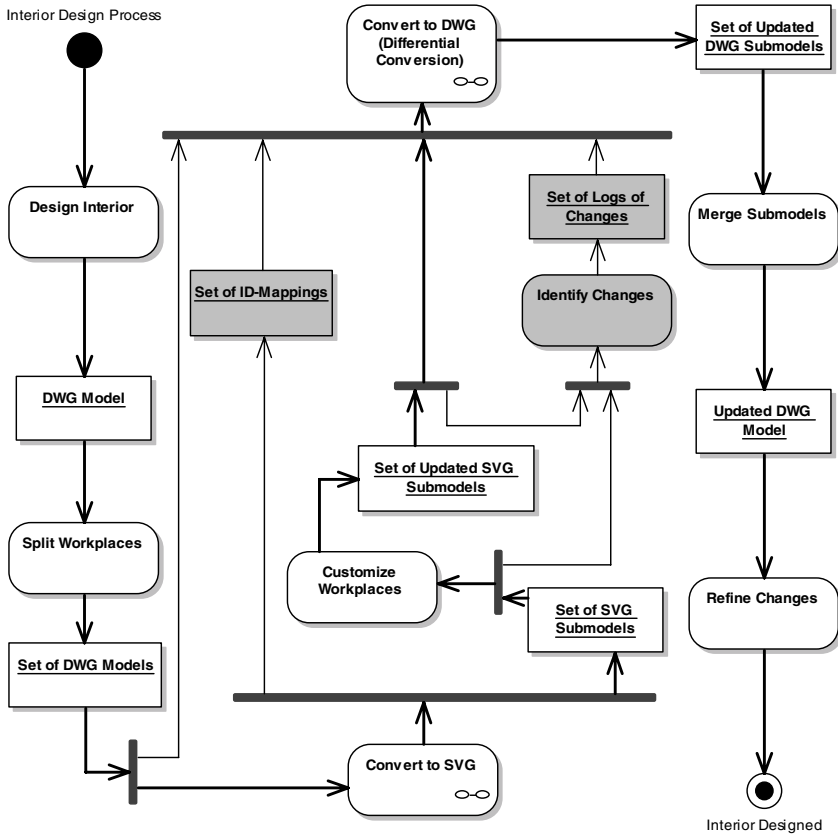 Interior Design Process
Design Interior
DWG Model
Split Workplaces
Set of DWG Models
Convert to SVG
Set of ID-Mappings
Set of SVG
Submodels
Customize
Workplaces
Set of Updated SVG
Submodels
Identify Changes
Set of Logs of
Changes
Convert to DWG
(Differential
Conversion)
Set of Updated
DWG Submodels
Merge Submodels
Updated DWG
Model
Refine Changes
Interior Designed